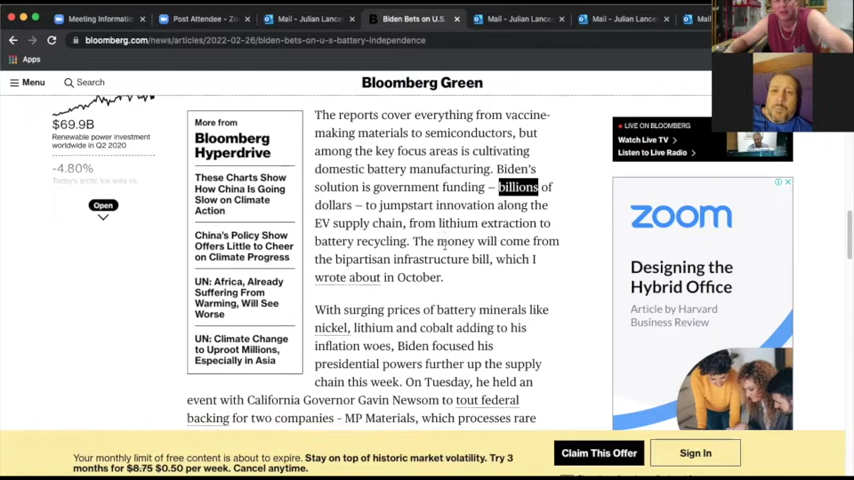 Meeting Information
Post Attendee - Zo
Mail - Julian Lance
Biden Bets on U.S.
Mail - Julian Lance
Mail - Julian Lance
Mail
bloomberg.com/news/articles/2022-02-26/biden-bets-on-u-s-battery-independence
Apps
Menu
Search
Bloomberg Green
$69.9B
Renewable power investment
worldwide in Q2 2020
-4.80%
Today's arctic ice area vs.
Open
More from
Bloomberg
Hyperdrive
These Charts Show
How China Is Going
Slow on Climate
Action
China's Policy Show
Offers Little to Cheer
on Climate Progress
UN: Africa, Already
Suffering From
Warming, Will See
Worse
UN: Climate Change
to Uproot Millions,
Especially in Asia
The reports cover everything from vaccine-
making materials to semiconductors, but
among the key focus areas is cultivating
domestic battery manufacturing. Biden's
solution is government funding – billions of
dollars – to jumpstart innovation along the
EV supply chain, from lithium extraction to
battery recycling. The money will come from
the bipartisan infrastructure bill, which I
wrote about in October.
With surging prices of battery minerals like
nickel, lithium and cobalt adding to his
inflation woes, Biden focused his
presidential powers further up the supply
chain this week. On Tuesday, he held an
event with California Governor Gavin Newsom to tout federal
backing for two companies – MP Materials, which processes rare
LIVE ON BLOOMBERG
Watch Live TV
Listen to Live Radio
zoom
Designing the
Hybrid Office
Article by Harvard
Business Review
Your monthly limit of free content is about to expire. Stay on top of historic market volatility. Try 3
months for $8.75 $0.50 per week. Cancel anytime.
Claim This Offer
Sign In